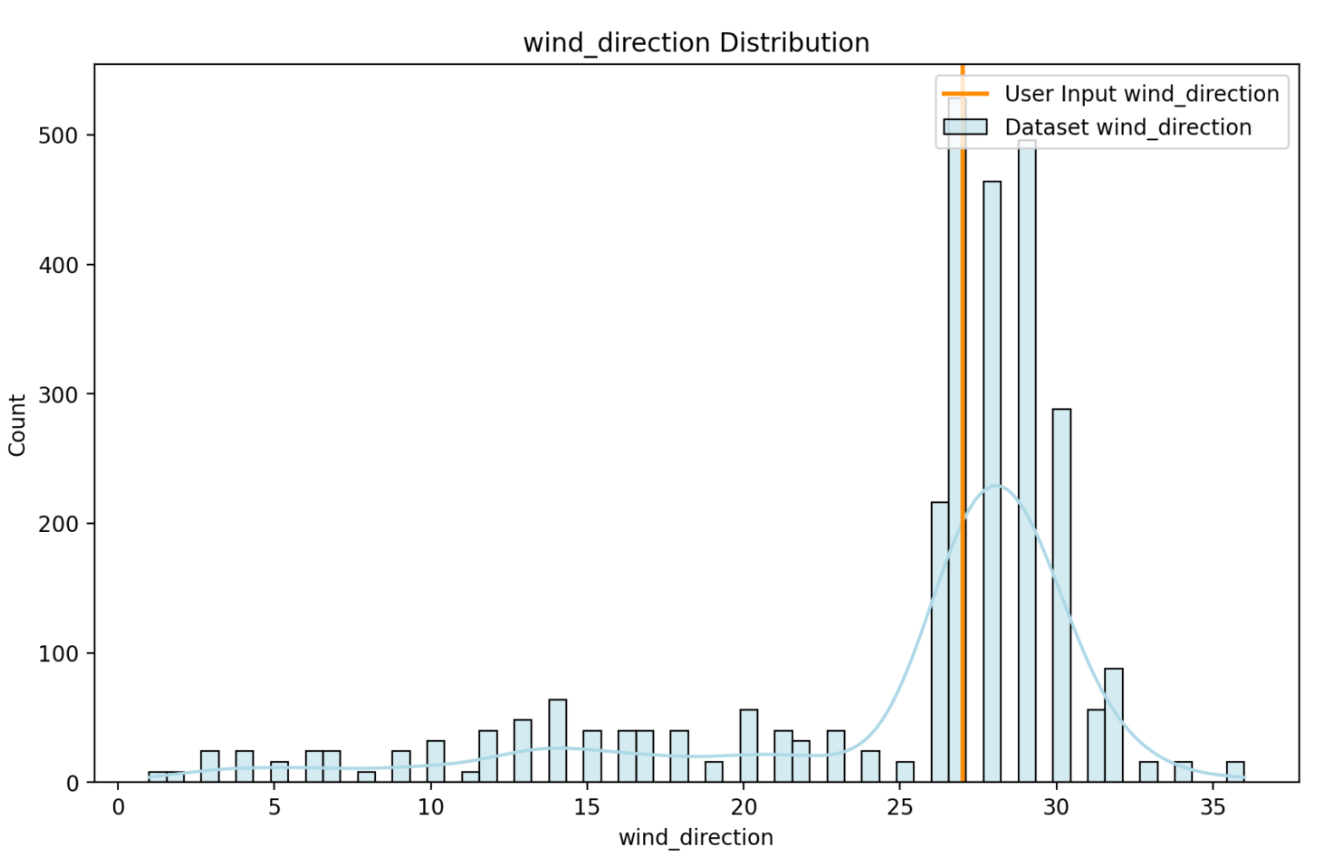 wind_direction Distribution
User Input wind_direction
Dataset wind_direction
500
400
300
200
100
0
Count
0 5 10 15 20 25 30 35
wind_direction